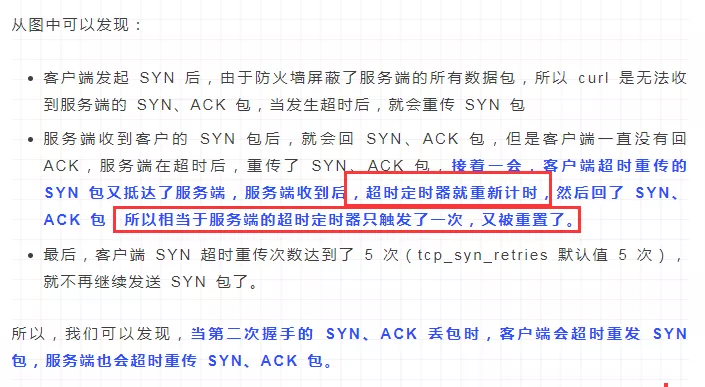 从图中可以发现：
客户端发起 SYN 后，由于防火墙屏蔽了服务端的所有数据包，所以 curl 是无法收
到服务端的 SYN、ACK 包，当发生超时后，就会重传 SYN 包
服务端收到客户的 SYN 包后，就会回 SYN、ACK 包，但是客户端一直没有回
ACK，服务端在超时后，重传了 SYN、ACK 包，接着一会，客户端超时重传的
SYN 包又抵达了服务端，服务端收到后，超时定时器就重新计时，然后回了 SYN、
ACK 包 所以相当于服务端的超时定时器只触发了一次，又被重置了。
最后，客户端 SYN 超时重传次数达到了 5 次（tcp_syn_retries 默认值 5 次），
就不再继续发送 SYN 包了。
所以，我们可以发现，当第二次握手的 SYN、ACK 丢包时，客户端会超时重发 SYN
包，服务端也会超时重传 SYN、ACK 包。